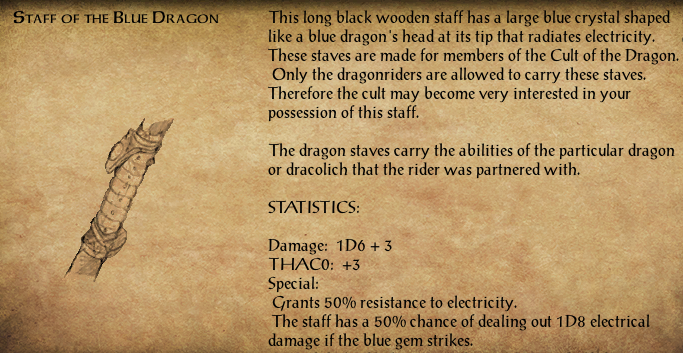 Staff of the Blue Dragon
This long black wooden staff has a large blue crystal shaped
like a blue dragon's head at its tip that radiates electricity.
These staves are made for members of the Cult of the Dragon.
Only the dragonriders are allowed to carry these staves.
Therefore the cult may become very interested in your
possession of this staff.
The dragon staves carry the abilities of the particular dragon
or dracolich that the rider was partnered with.
STATISTICS:
Damage: 1D6 + 3
THAC0: +3
Special:
Grants 50% resistance to electricity.
The staff has a 50% chance of dealing out 1D8 electrical
damage if the blue gem strikes.